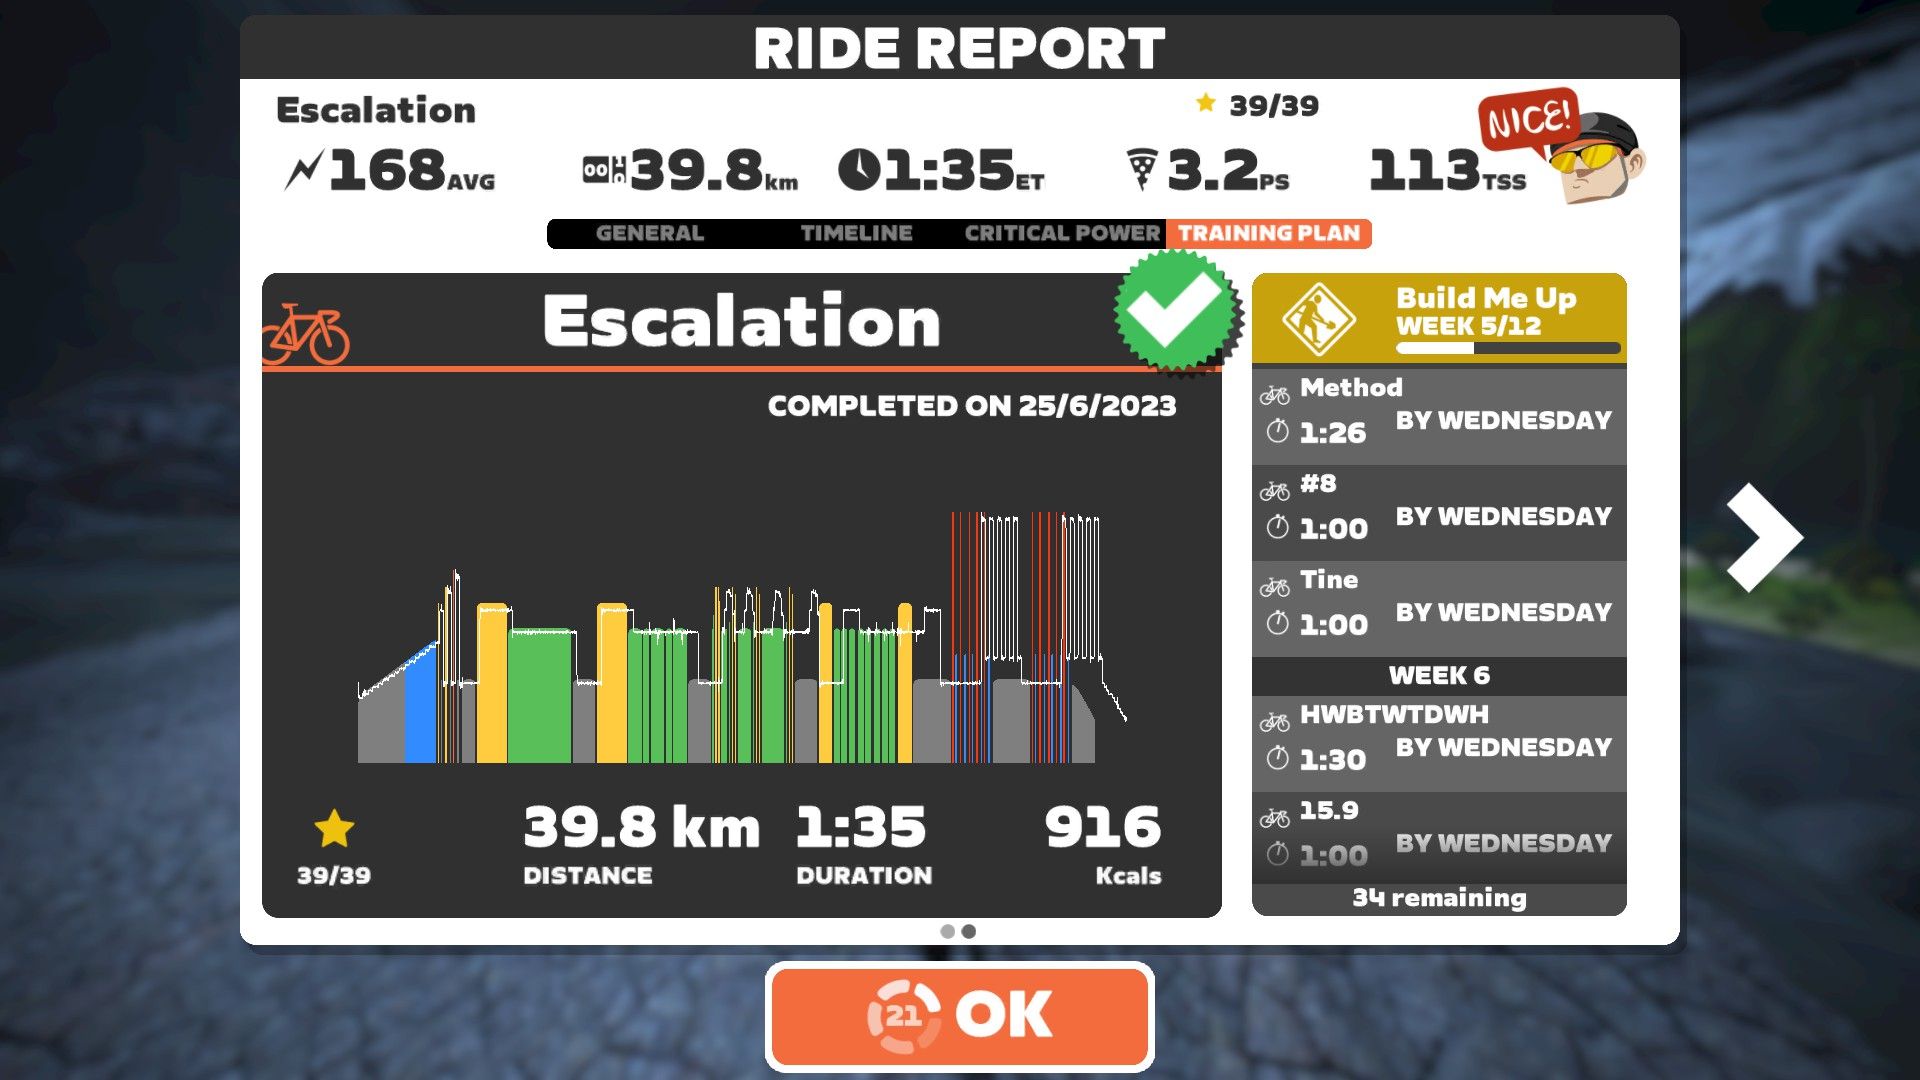 RIDE REPORT
Escalation
39/39
NICE!
168AVG
39.8km
1:35ET
3.2PS
113TSS
GENERAL
TIMELINE
CRITICAL POWER
TRAINING PLAN
Escalation
COMPLETED ON 25/6/2023
39/39
39.8 km
DISTANCE
1:35
DURATION
916
Kcals
Build Me Up
WEEK 5/12
Method
1:26
BY WEDNESDAY
#8
1:00
BY WEDNESDAY
Tine
1:00
BY WEDNESDAY
WEEK 6
HWBTWTDWH
1:30
BY WEDNESDAY
15.9
1:00
BY WEDNESDAY
34 remaining
21 OK